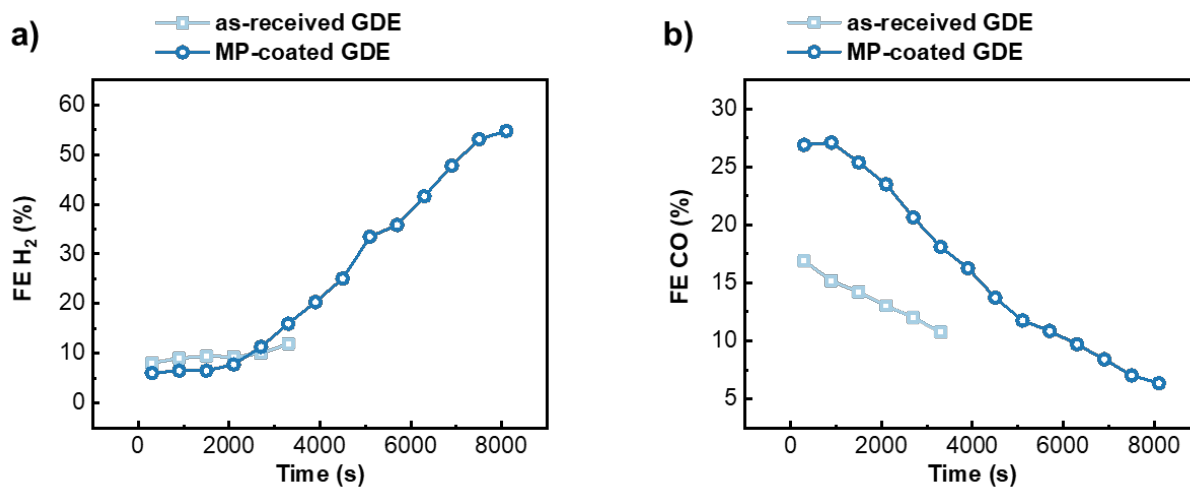 a)
as-received GDE
MP-coated GDE
FE H₂ (%)
60
50
40
30
20
10
0
0 2000 4000 6000 8000
Time (s)
b)
as-received GDE
MP-coated GDE
FE CO (%)
30
25
20
15
10
5
0 2000 4000 6000 8000
Time (s)